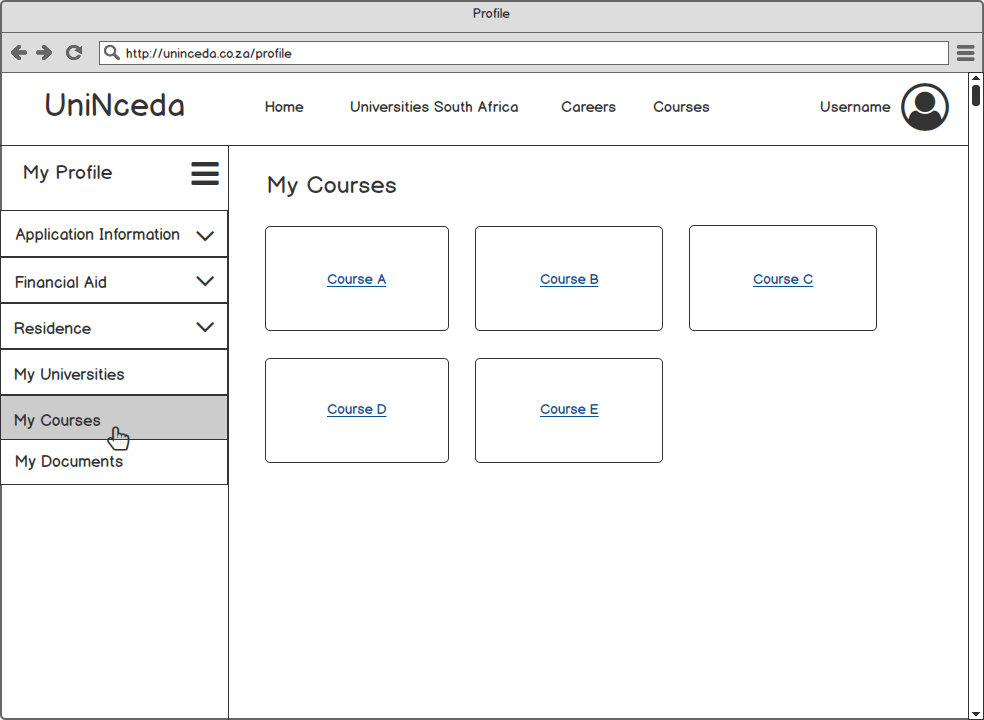 Profile
http://uninceda.co.za/profile
UniNceda
Home
Universities South Africa
Careers
Courses
Username
My Profile
Application Information
Financial Aid
Residence
My Universities
My Courses
My Documents
My Courses
Course A
Course B
Course C
Course D
Course E